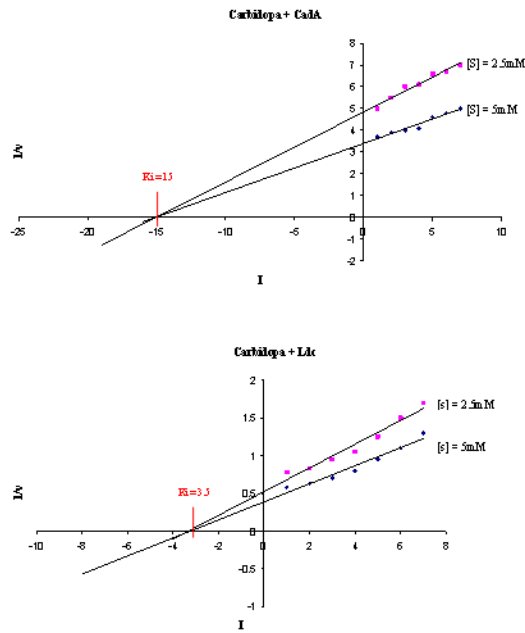 Carbilopa + CadA
8
7
[S] = 2.5mM
6
5
[S] = 5mM
4
1/v
3
Ki=15
2
1
0
-25 -20 -15 -10 -5 0 5 10
-1
-2
I
Carbilopa + Ldc
2
[s] = 2.5mM
1.5
[s] = 5mM
1
1/v
Ki=3.5
0.5
0
-10 -8 -6 -4 -2 0 2 4 6 8
-0.5
-1
I